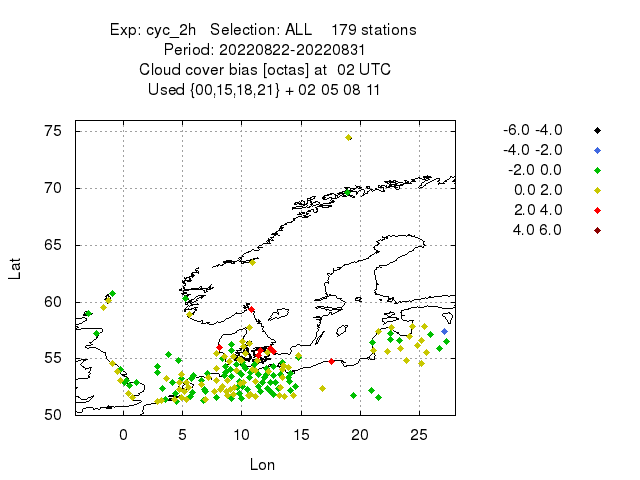 Exp: cyc_2h Selection: ALL 179 stations
Period: 20220822-20220831
Cloud cover bias [octas] at 02 UTC
Used {00,15,18,21} + 02 05 08 11
-6.0 -4.0
-4.0 -2.0
-2.0 0.0
0.0 2.0
2.0 4.0
4.0 6.0
75
70
65
60
55
50
Lat
0 5 10 15 20 25
Lon